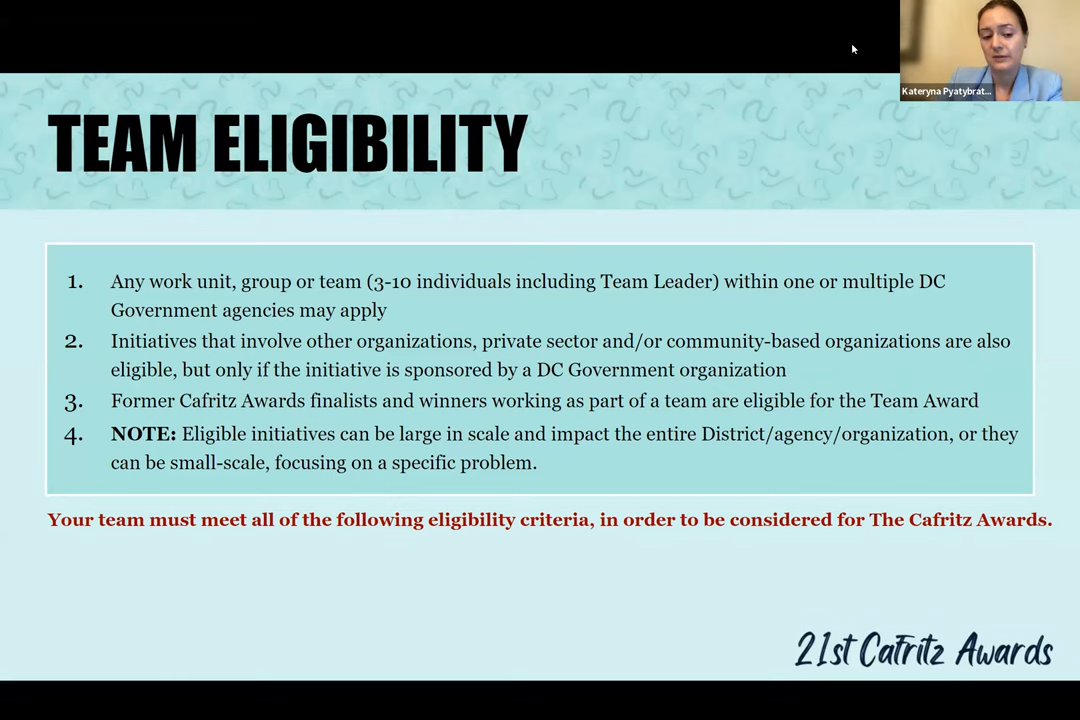 Kateryna Pyatybrat...
TEAM ELIGIBILITY
1. Any work unit, group or team (3-10 individuals including Team Leader) within one or multiple DC
Government agencies may apply
2. Initiatives that involve other organizations, private sector and/or community-based organizations are also
eligible, but only if the initiative is sponsored by a DC Government organization
3. Former Cafritz Awards finalists and winners working as part of a team are eligible for the Team Award
4. NOTE: Eligible initiatives can be large in scale and impact the entire District/agency/organization, or they
can be small-scale, focusing on a specific problem.
Your team must meet all of the following eligibility criteria, in order to be considered for The Cafritz Awards.
21st Cafritz Awards